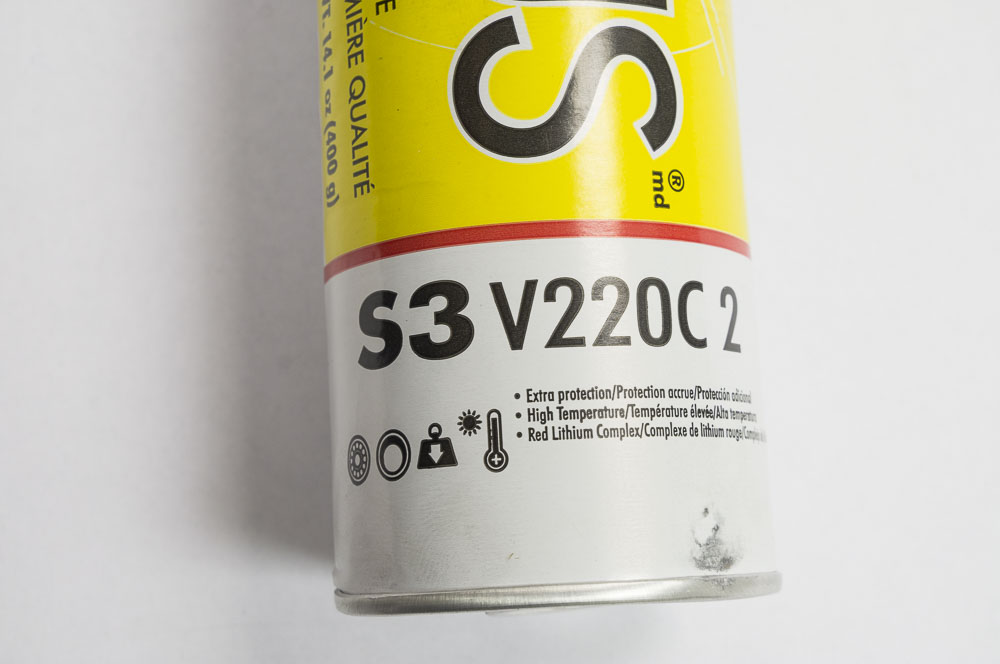 MIÈRE QUALITÉ
14.1 oz (400 g)
S
® md
S3 V220C 2
• Extra protection/Protection accrue/Protección adicional
• High Temperature/Température élevée/Alta temperatura
• Red Lithium Complex/Complexe de lithium rouge/